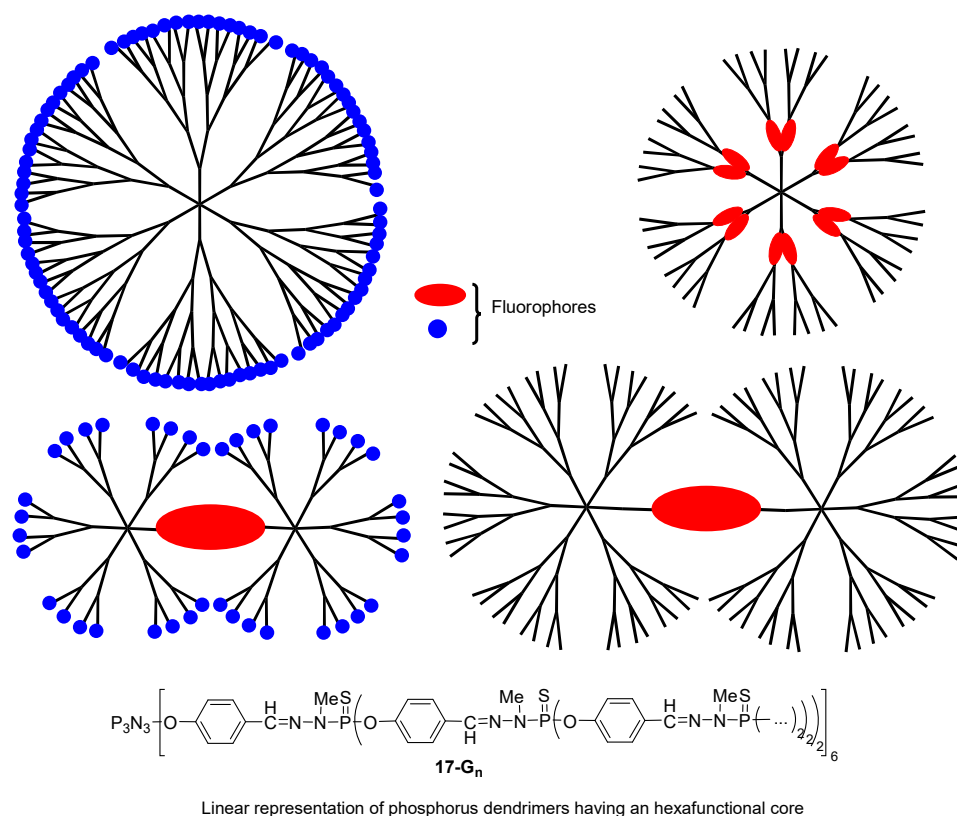 Fluorophores
P3N3 [ O C=N-N-P ( O C=N-N-P ( O C=N-N-P ( ... )2 )2 )2 ]6
H Me S H Me S H Me S
17-Gn
Linear representation of phosphorus dendrimers having an hexafunctional core